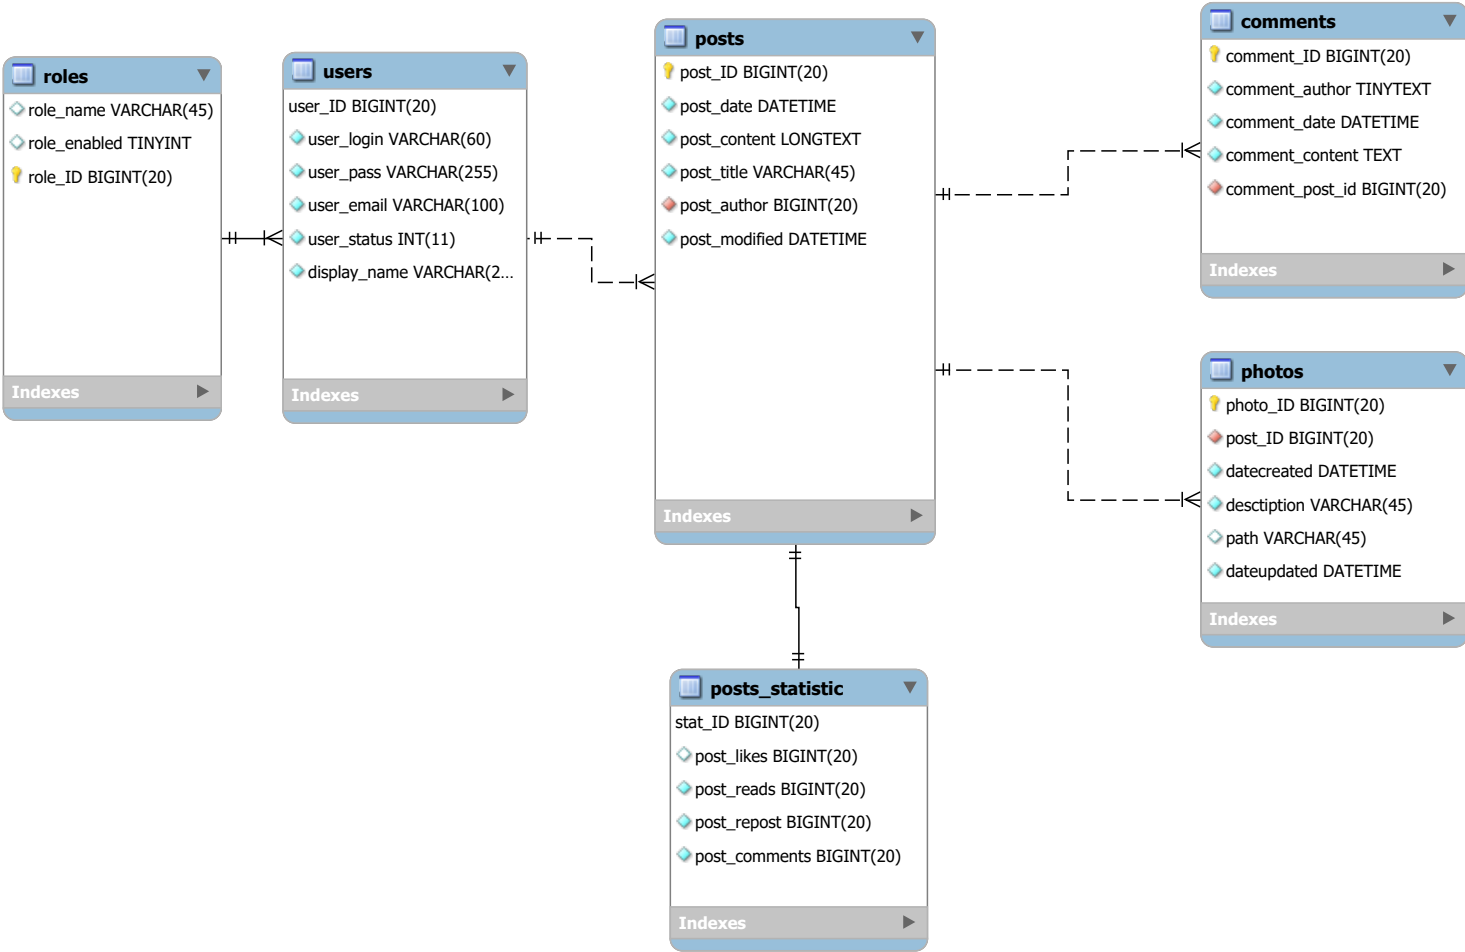 roles
role_name VARCHAR(45)
role_enabled TINYINT
role_ID BIGINT(20)
Indexes
users
user_ID BIGINT(20)
user_login VARCHAR(60)
user_pass VARCHAR(255)
user_email VARCHAR(100)
user_status INT(11)
display_name VARCHAR(2...
Indexes
posts
post_ID BIGINT(20)
post_date DATETIME
post_content LONGTEXT
post_title VARCHAR(45)
post_author BIGINT(20)
post_modified DATETIME
Indexes
comments
comment_ID BIGINT(20)
comment_author TINYTEXT
comment_date DATETIME
comment_content TEXT
comment_post_id BIGINT(20)
Indexes
photos
photo_ID BIGINT(20)
post_ID BIGINT(20)
datecreated DATETIME
desctiption VARCHAR(45)
path VARCHAR(45)
dateupdated DATETIME
Indexes
posts_statistic
stat_ID BIGINT(20)
post_likes BIGINT(20)
post_reads BIGINT(20)
post_repost BIGINT(20)
post_comments BIGINT(20)
Indexes